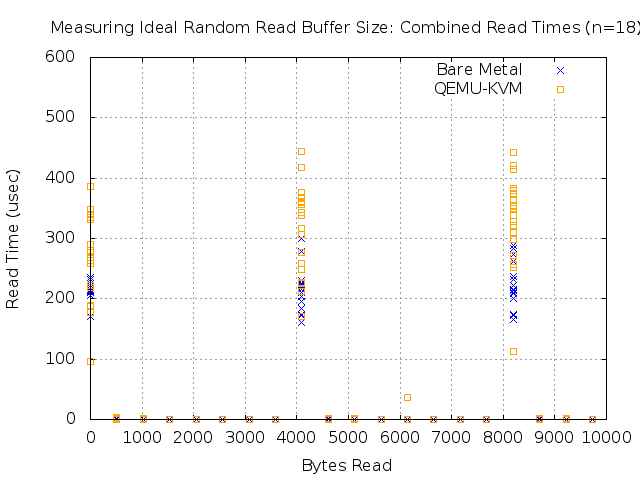 Measuring Ideal Random Read Buffer Size: Combined Read Times (n=18)
600
500
400
300
200
100
0
Read Time (usec)
Bare Metal
QEMU-KVM
0 1000 2000 3000 4000 5000 6000 7000 8000 9000 10000
Bytes Read